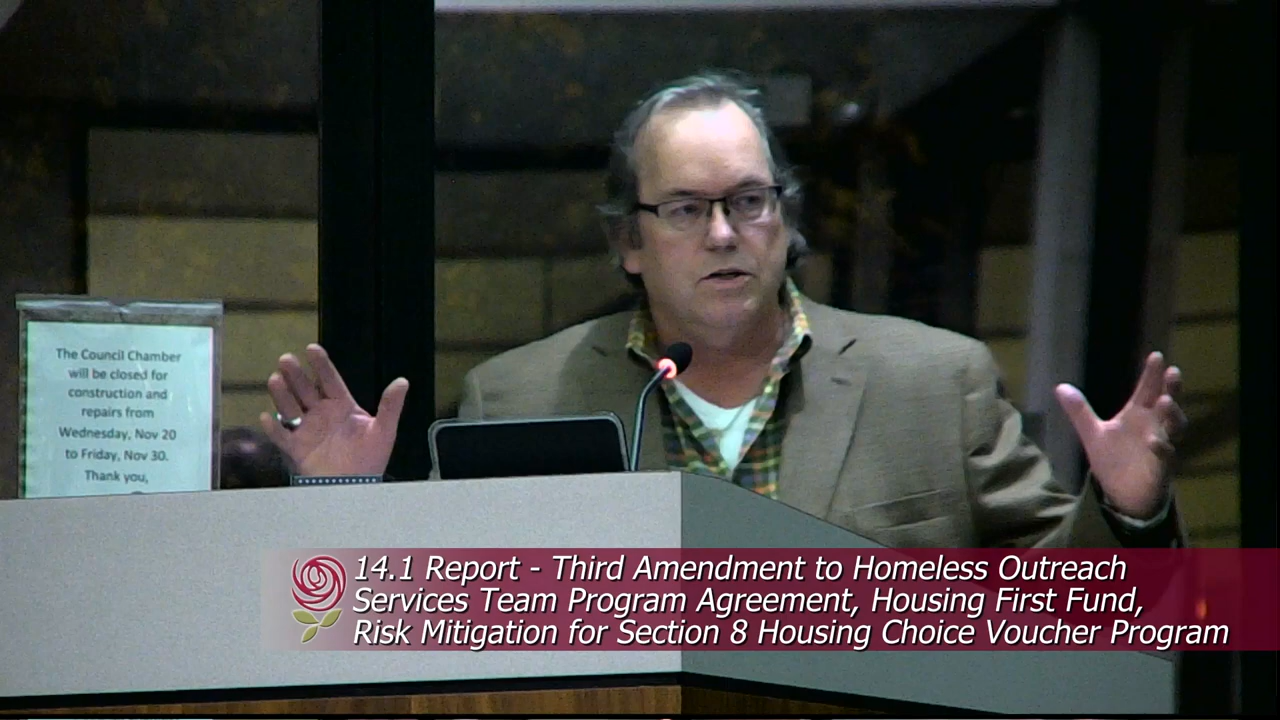 The Council Chamber
will be closed for
construction and
repairs from
Wednesday, Nov 20
to Friday, Nov 30.
Thank you,
14.1 Report - Third Amendment to Homeless Outreach
Services Team Program Agreement, Housing First Fund,
Risk Mitigation for Section 8 Housing Choice Voucher Program